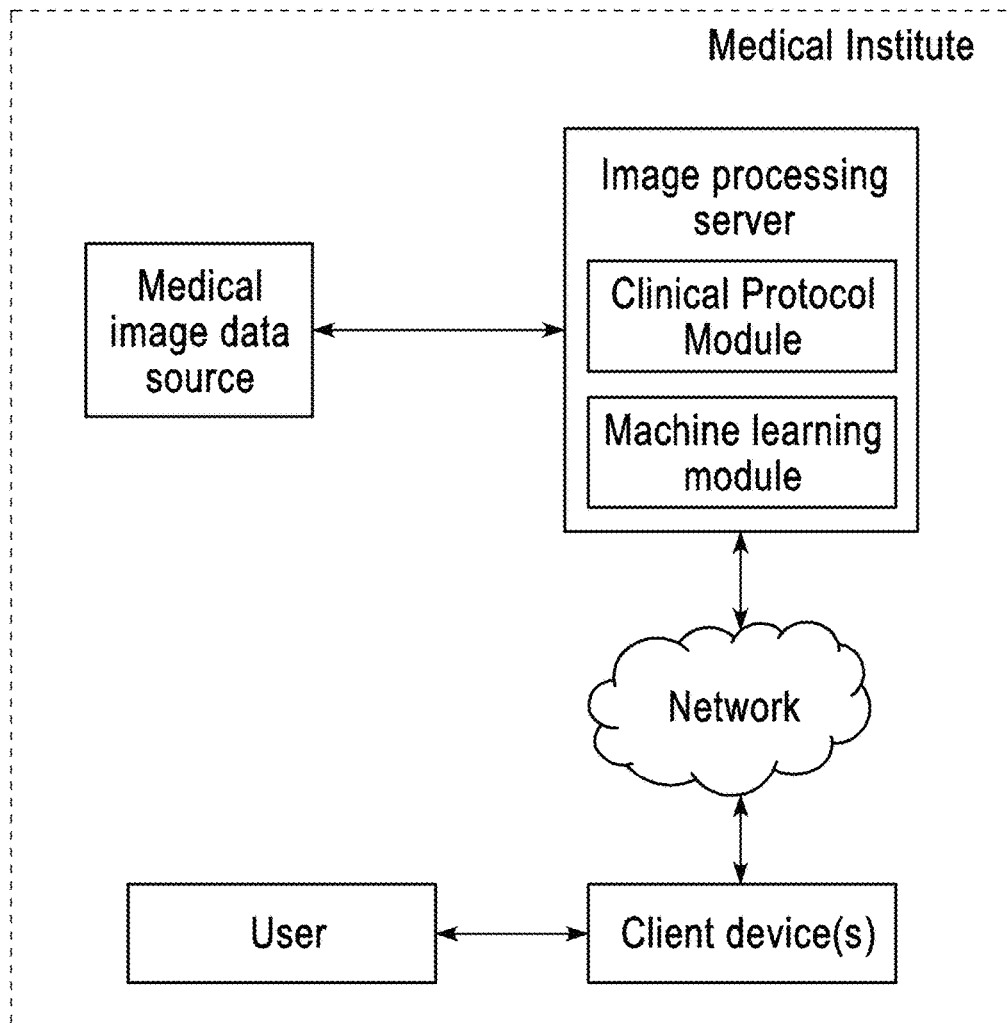 Medical Institute
Image processing
server
Clinical Protocol
Module
Machine learning
module
Medical
image data
source
Network
User
Client device(s)